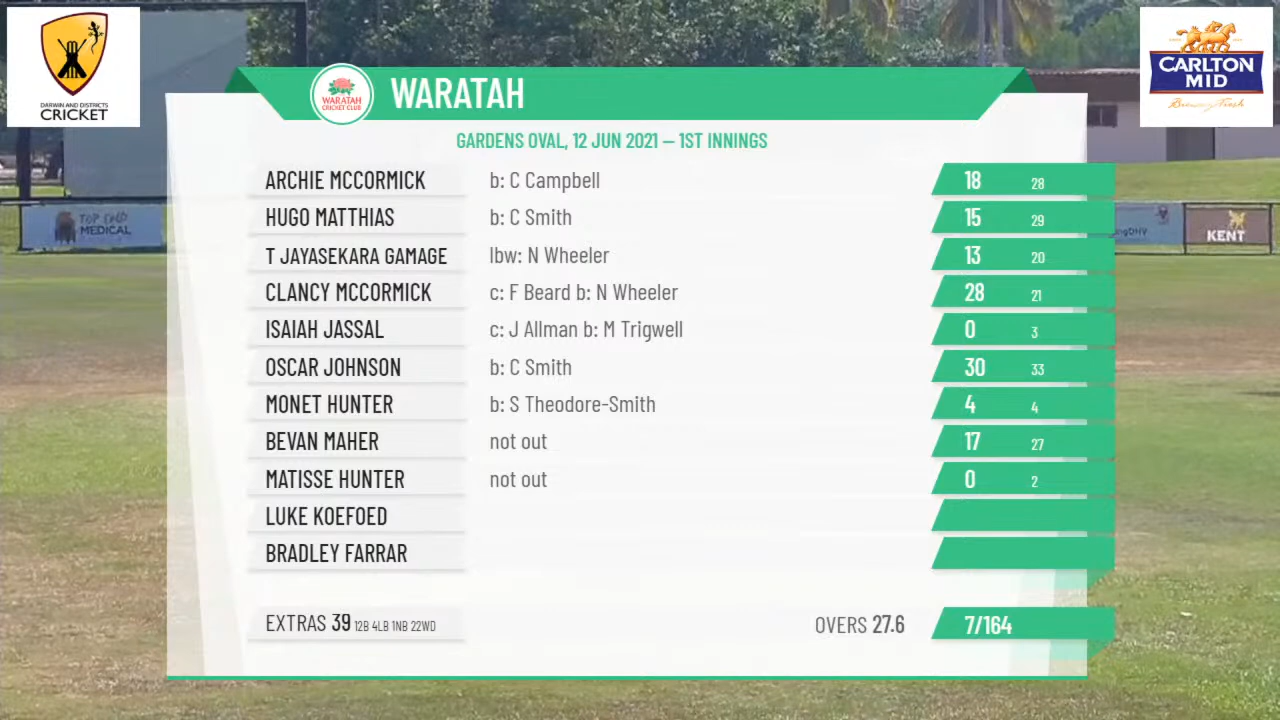 DARWIN AND DISTRICTS
CRICKET
CARLTON
MID
Brewery Fresh
WARATAH
CRICKET CLUB
WARATAH
GARDENS OVAL, 12 JUN 2021 – 1ST INNINGS
ARCHIE MCCORMICK b: C Campbell 18 28
HUGO MATTHIAS b: C Smith 15 29
T JAYASEKARA GAMAGE lbw: N Wheeler 13 20
CLANCY MCCORMICK c: F Beard b: N Wheeler 28 21
ISAIAH JASSAL c: J Allman b: M Trigwell 0 3
OSCAR JOHNSON b: C Smith 30 33
MONET HUNTER b: S Theodore-Smith 4 4
BEVAN MAHER not out 17 27
MATISSE HUNTER not out 0 2
LUKE KOEFOED
BRADLEY FARRAR
EXTRAS 39 12B 4LB 1NB 22WD OVERS 27.6 7/164
TOP END
MEDICAL
KENT